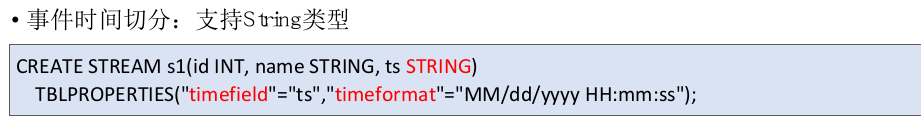 • 事件时间切分：支持String类型
CREATE STREAM s1(id INT, name STRING, ts STRING)
TBLPROPERTIES("timefield"="ts","timeformat"="MM/dd/yyyy HH:mm:ss");